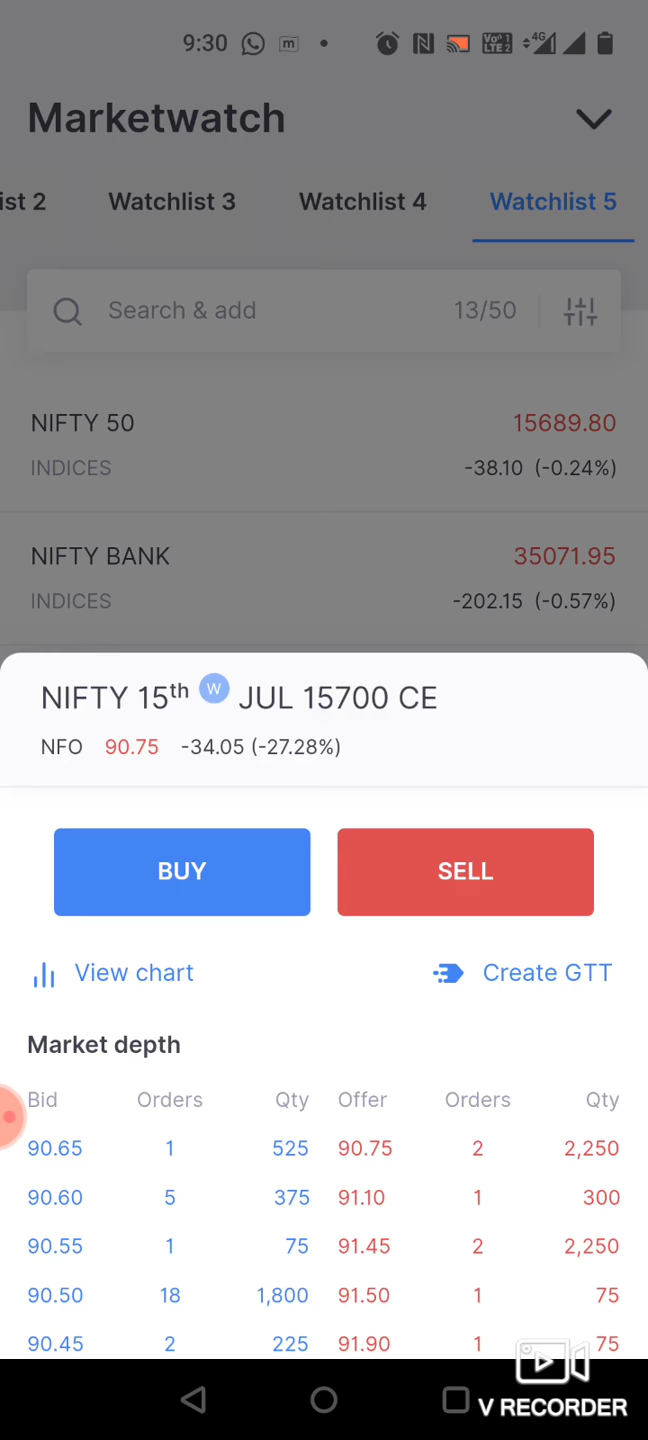 9:30 m 4G Vo 1 LTE 2
Marketwatch
ist 2 Watchlist 3 Watchlist 4 Watchlist 5
Search & add 13/50
NIFTY 50 15689.80
INDICES -38.10 (-0.24%)
NIFTY BANK 35071.95
INDICES -202.15 (-0.57%)
NIFTY 15th W JUL 15700 CE
NFO 90.75 -34.05 (-27.28%)
BUY SELL
View chart Create GTT
Market depth
Bid Orders Qty Offer Orders Qty
90.65 1 525 90.75 2 2,250
90.60 5 375 91.10 1 300
90.55 1 75 91.45 2 2,250
90.50 18 1,800 91.50 1 75
90.45 2 225 91.90 1 75
V RECORDER